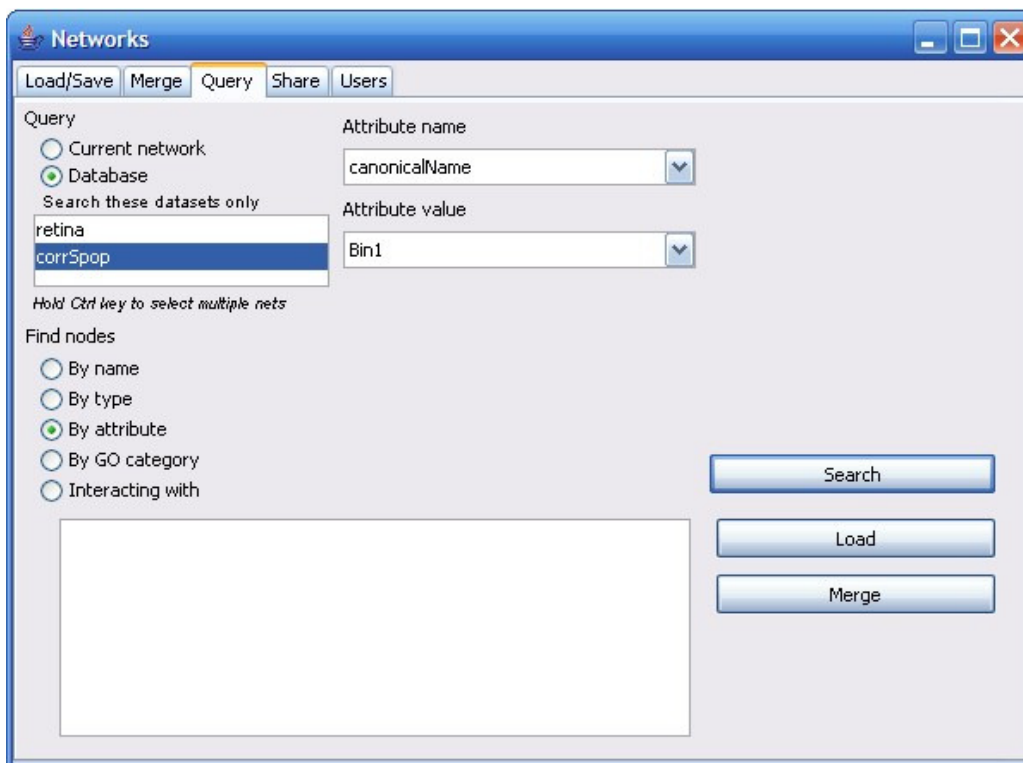 Networks
Load/Save Merge Query Share Users
Query
Current network
Database
Search these datasets only
retina
corrSpop
Hold Ctrl key to select multiple nets
Attribute name
canonicalName
Attribute value
Bin1
Find nodes
By name
By type
By attribute
By GO category
Interacting with
Search
Load
Merge